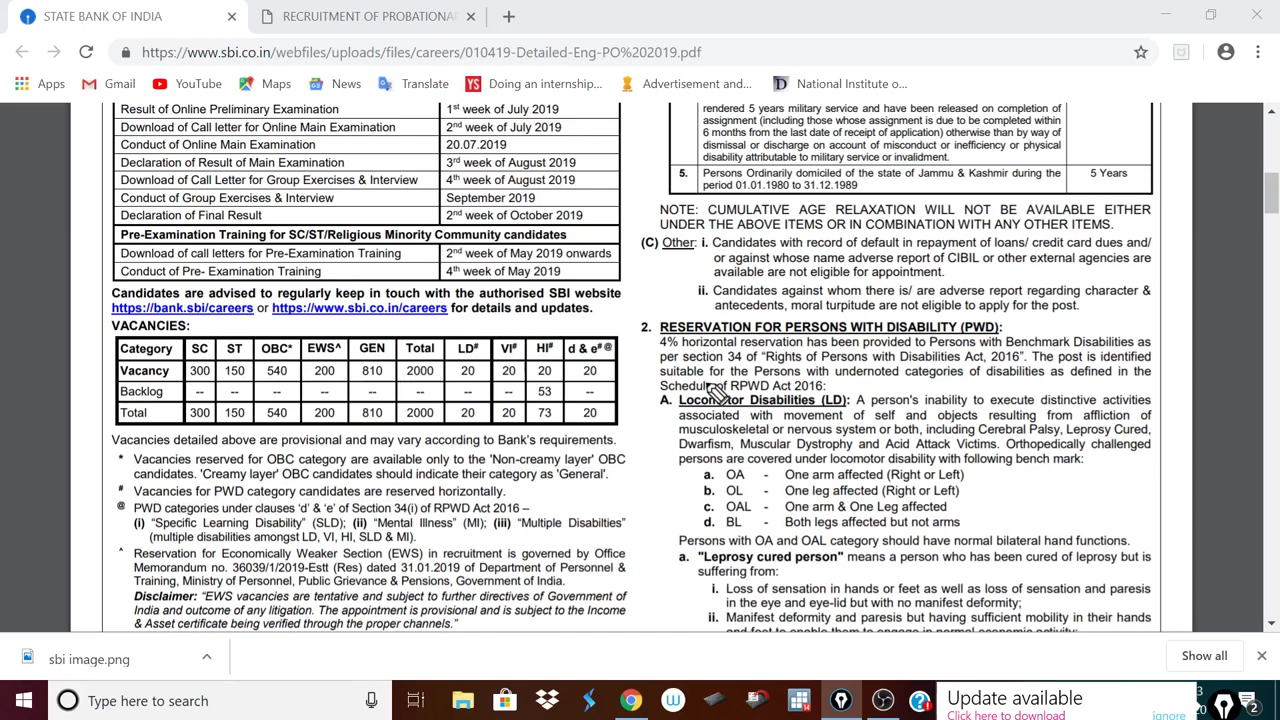 STATE BANK OF INDIA
RECRUITMENT OF PROBATIONAR
https://www.sbi.co.in/webfiles/uploads/files/careers/010419-Detailed-Eng-PO%202019.pdf
Apps Gmail YouTube Maps News Translate Doing an internship... Advertisement and... National Institute o...
Result of Online Preliminary Examination 1st week of July 2019
Download of Call letter for Online Main Examination 2nd week of July 2019
Conduct of Online Main Examination 20.07.2019
Declaration of Result of Main Examination 3rd week of August 2019
Download of Call Letter for Group Exercises & Interview 4th week of August 2019
Conduct of Group Exercises & Interview September 2019
Declaration of Final Result 2nd week of October 2019
Pre-Examination Training for SC/ST/Religious Minority Community candidates
Download of call letters for Pre-Examination Training 2nd week of May 2019 onwards
Conduct of Pre- Examination Training 4th week of May 2019
Candidates are advised to regularly keep in touch with the authorised SBI website
https://bank.sbi/careers or https://www.sbi.co.in/careers for details and updates.
VACANCIES:
Category SC ST OBC* EWS^ GEN Total LD# VI# HI# d & e# @
Vacancy 300 150 540 200 810 2000 20 20 20 20
Backlog -- -- -- -- -- -- -- -- 53 --
Total 300 150 540 200 810 2000 20 20 73 20
Vacancies detailed above are provisional and may vary according to Bank's requirements.
* Vacancies reserved for OBC category are available only to the 'Non-creamy layer' OBC
candidates. 'Creamy layer' OBC candidates should indicate their category as 'General'.
# Vacancies for PWD category candidates are reserved horizontally.
@ PWD categories under clauses 'd' & 'e' of Section 34(i) of RPWD Act 2016 –
(i) "Specific Learning Disability" (SLD); (ii) "Mental Illness" (MI); (iii) "Multiple Disabilties"
(multiple disabilities amongst LD, VI, HI, SLD & MI).
^ Reservation for Economically Weaker Section (EWS) in recruitment is governed by Office
Memorandum no. 36039/1/2019-Estt (Res) dated 31.01.2019 of Department of Personnel &
Training, Ministry of Personnel, Public Grievance & Pensions, Government of India.
Disclaimer: "EWS vacancies are tentative and subject to further directives of Government of
India and outcome of any litigation. The appointment is provisional and is subject to the Income
& Asset certificate being verified through the proper channels."
rendered 5 years military service and have been released on completion of
assignment (including those whose assignment is due to be completed within
6 months from the last date of receipt of application) otherwise than by way of
dismissal or discharge on account of misconduct or inefficiency or physical
disability attributable to military service or invalidment.
5. Persons Ordinarily domiciled of the state of Jammu & Kashmir during the 5 Years
period 01.01.1980 to 31.12.1989
NOTE: CUMULATIVE AGE RELAXATION WILL NOT BE AVAILABLE EITHER
UNDER THE ABOVE ITEMS OR IN COMBINATION WITH ANY OTHER ITEMS.
(C) Other: i. Candidates with record of default in repayment of loans/ credit card dues and/
or against whose name adverse report of CIBIL or other external agencies are
available are not eligible for appointment.
ii. Candidates against whom there is/ are adverse report regarding character &
antecedents, moral turpitude are not eligible to apply for the post.
2. RESERVATION FOR PERSONS WITH DISABILITY (PWD):
4% horizontal reservation has been provided to Persons with Benchmark Disabilities as
per section 34 of "Rights of Persons with Disabilities Act, 2016". The post is identified
suitable for the Persons with undernoted categories of disabilities as defined in the
Schedule of RPWD Act 2016:
A. Locomotor Disabilities (LD): A person's inability to execute distinctive activities
associated with movement of self and objects resulting from affliction of
musculoskeletal or nervous system or both, including Cerebral Palsy, Leprosy Cured,
Dwarfism, Muscular Dystrophy and Acid Attack Victims. Orthopedically challenged
persons are covered under locomotor disability with following bench mark:
a. OA - One arm affected (Right or Left)
b. OL - One leg affected (Right or Left)
c. OAL - One arm & One Leg affected
d. BL - Both legs affected but not arms
Persons with OA and OAL category should have normal bilateral hand functions.
a. "Leprosy cured person" means a person who has been cured of leprosy but is
suffering from:
i. Loss of sensation in hands or feet as well as loss of sensation and paresis
in the eye and eye-lid but with no manifest deformity;
ii. Manifest deformity and paresis but having sufficient mobility in their hands
and feet to enable them to engage in normal economic activity;
sbi image.png
Show all
Type here to search
Update available
Click here to download ignore
2